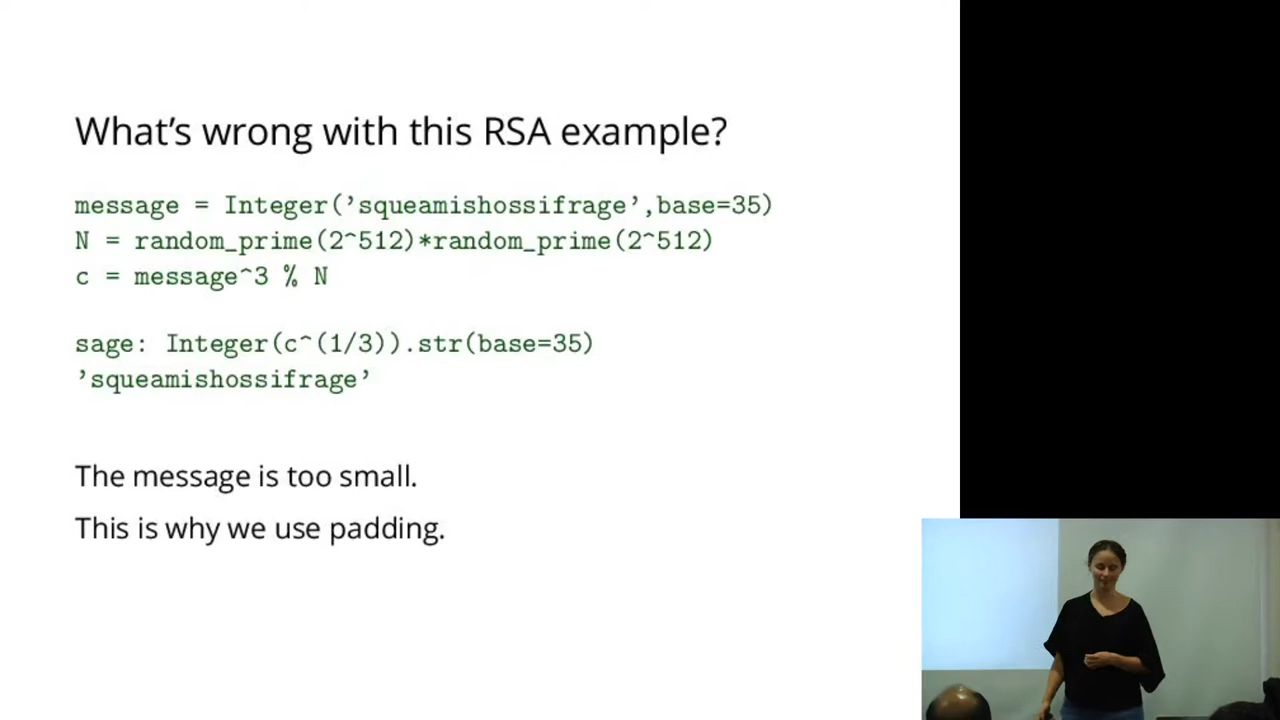 What’s wrong with this RSA example?
message = Integer(’squeamishossifrage’,base=35)
N = random_prime(2^512)*random_prime(2^512)
c = message^3 % N
sage: Integer(c^(1/3)).str(base=35)
’squeamishossifrage’
The message is too small.
This is why we use padding.